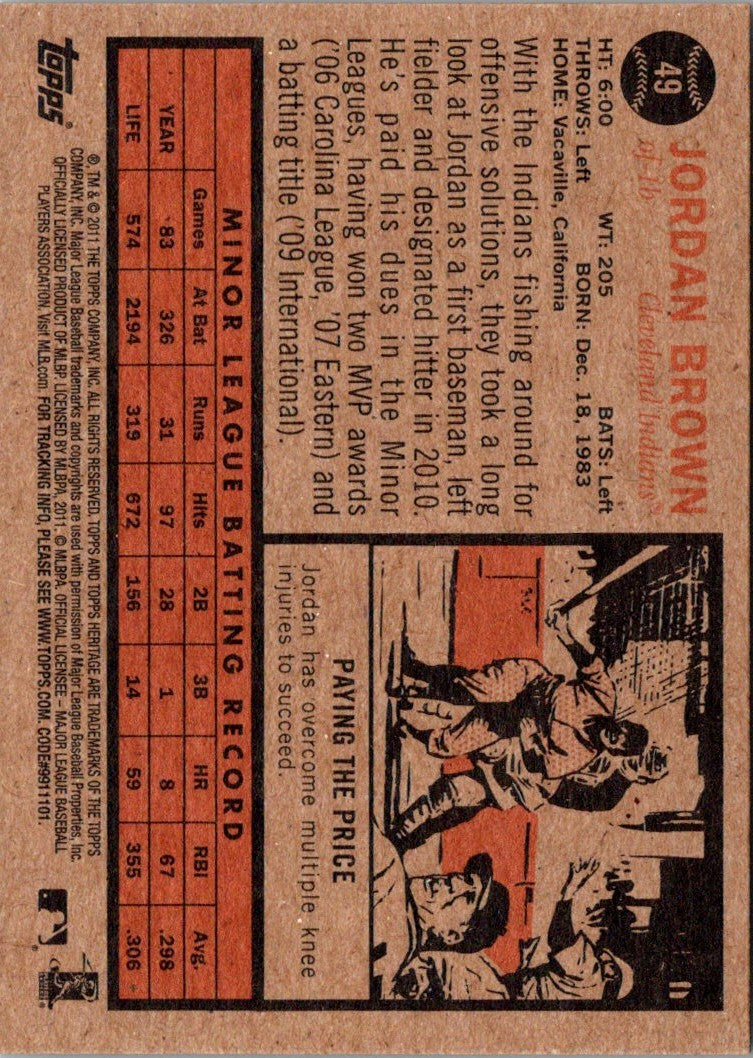 49
JORDAN BROWN
of-1b Cleveland Indians™
HT: 6:00 WT: 205 BATS: Left
THROWS: Left BORN: Dec. 18, 1983
HOME: Vacaville, California
With the Indians fishing around for
offensive solutions, they took a long
look at Jordan as a first baseman, left
fielder and designated hitter in 2010.
He's paid his dues in the Minor
Leagues, having won two MVP awards
('06 Carolina League, '07 Eastern) and
a batting title ('09 International).
PAYING THE PRICE
Jordan has overcome multiple knee
injuries to succeed.
MINOR LEAGUE BATTING RECORD
Games At Bat Runs Hits 2B 3B HR RBI Avg.
YEAR 83 326 31 97 28 1 8 67 .298
LIFE 574 2194 319 672 156 14 59 355 .306
topps®
®, TM & © 2011 THE TOPPS COMPANY, INC. ALL RIGHTS RESERVED. TOPPS AND TOPPS HERITAGE ARE TRADEMARKS OF THE TOPPS
COMPANY, INC. Major League Baseball trademarks and copyrights are used with permission of Major League Baseball Properties, Inc.
OFFICIALLY LICENSED PRODUCT OF MLBP. LICENSED BY MLBPA, 2011. © MLBPA. OFFICIAL LICENSEE – MAJOR LEAGUE BASEBALL
PLAYERS ASSOCIATION. Visit MLB.com. FOR TRACKING INFO, PLEASE SEE WWW.TOPPS.COM. CODE#9911101.